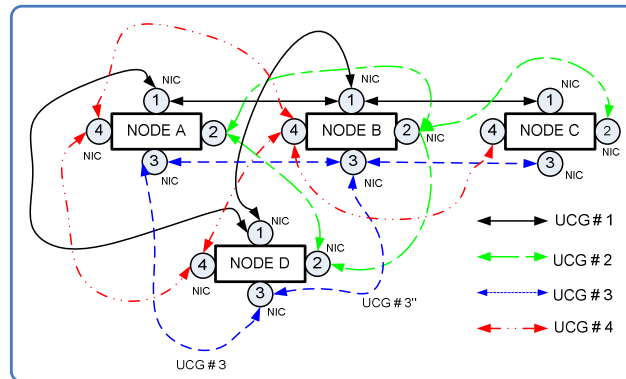 NIC
NIC
NIC
1
1
1
4
NODE A
2
4
NODE B
2
4
NODE C
2
NIC
NIC
NIC
NIC
3
3
3
NIC
NIC
NIC
UCG # 1
1
NIC
NIC
4
NODE D
2
UCG # 2
NIC
3
NIC
UCG # 3
UCG # 3"
UCG # 4
UCG # 3